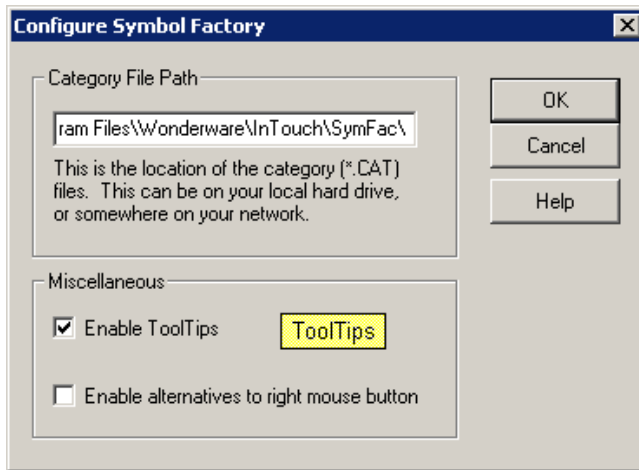 Configure Symbol Factory
Category File Path
ram Files\Wonderware\InTouch\SymFac\
This is the location of the category (*.CAT)
files. This can be on your local hard drive,
or somewhere on your network.
OK
Cancel
Help
Miscellaneous
Enable ToolTips
ToolTips
Enable alternatives to right mouse button